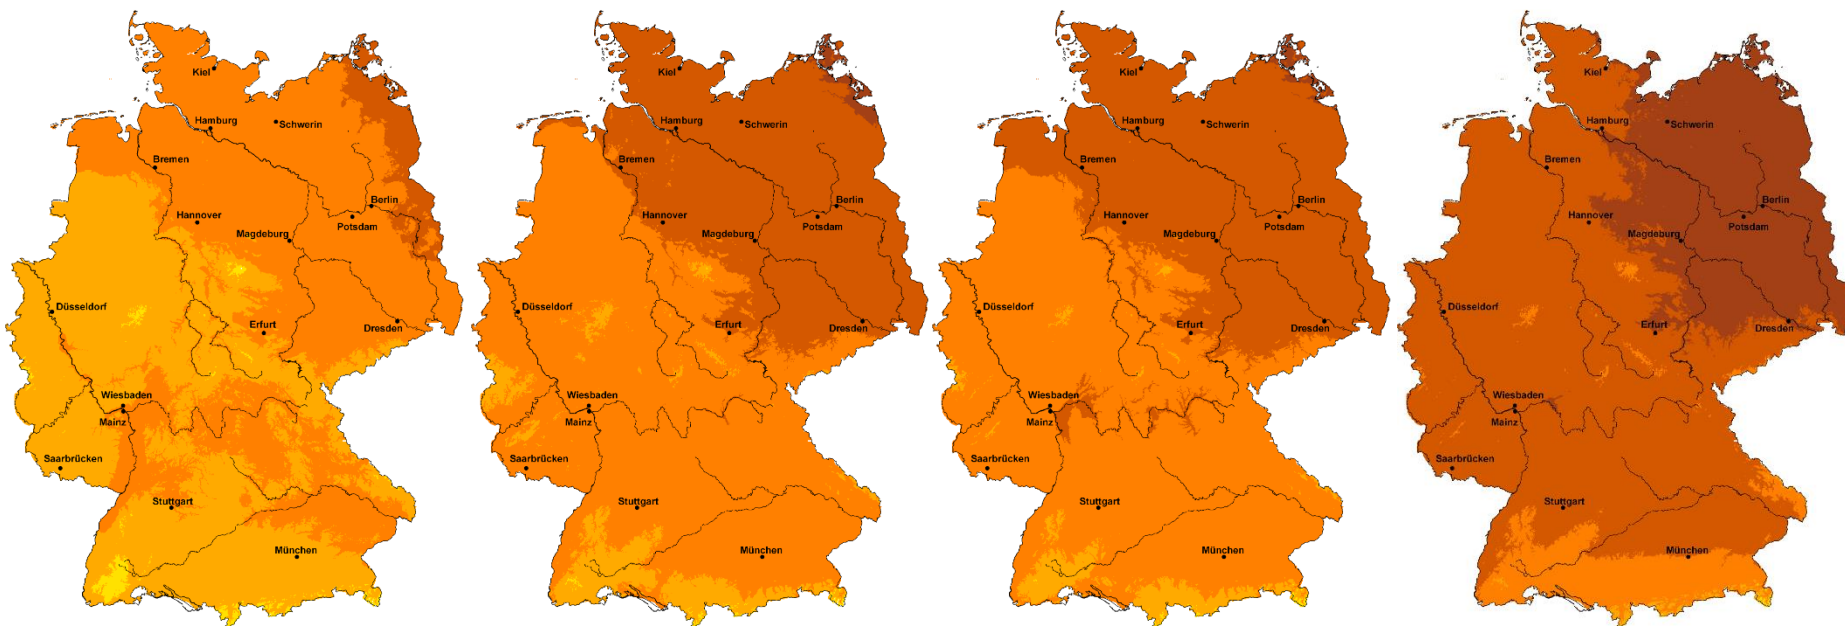 Kiel
Hamburg
Schwerin
Bremen
Berlin
Hannover
Potsdam
Magdeburg
Düsseldorf
Erfurt
Dresden
Wiesbaden
Mainz
Saarbrücken
Stuttgart
München
Kiel
Hamburg
Schwerin
Bremen
Berlin
Hannover
Potsdam
Magdeburg
Düsseldorf
Erfurt
Dresden
Wiesbaden
Mainz
Saarbrücken
Stuttgart
München
Kiel
Hamburg
Schwerin
Bremen
Berlin
Hannover
Potsdam
Magdeburg
Düsseldorf
Erfurt
Dresden
Wiesbaden
Mainz
Saarbrücken
Stuttgart
München
Kiel
Hamburg
Schwerin
Bremen
Berlin
Hannover
Potsdam
Magdeburg
Düsseldorf
Erfurt
Dresden
Wiesbaden
Mainz
Saarbrücken
Stuttgart
München